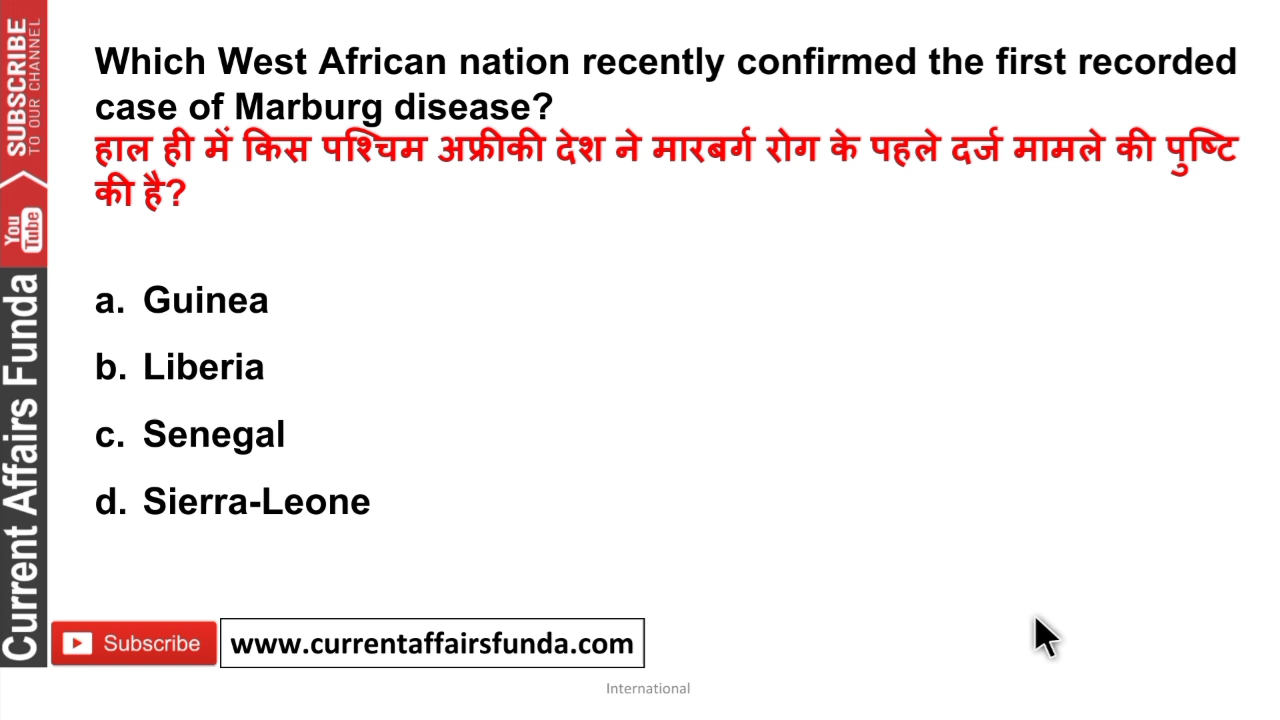 Which West African nation recently confirmed the first recorded
case of Marburg disease?
हाल ही में किस पश्चिम अफ्रीकी देश ने मारबर्ग रोग के पहले दर्ज मामले की पुष्टि
की है?
a. Guinea
b. Liberia
c. Senegal
d. Sierra-Leone
SUBSCRIBE
TO OUR CHANNEL
You
Tube
Current Affairs Funda
Subscribe
www.currentaffairsfunda.com
International